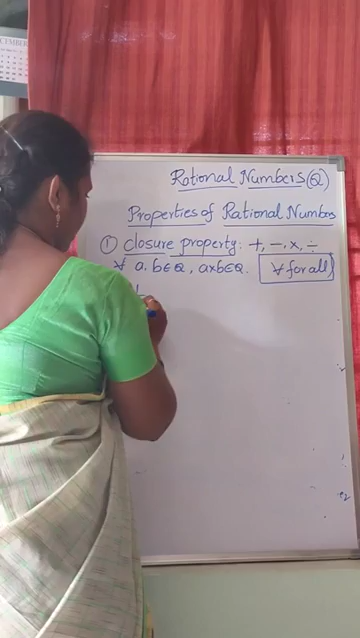 Rational Numbers (Q)
Properties of Rational Numbers
① closure property: +, -, ×, ÷
∀ a, b ∈ Q, a×b ∈ Q. ∀ for all